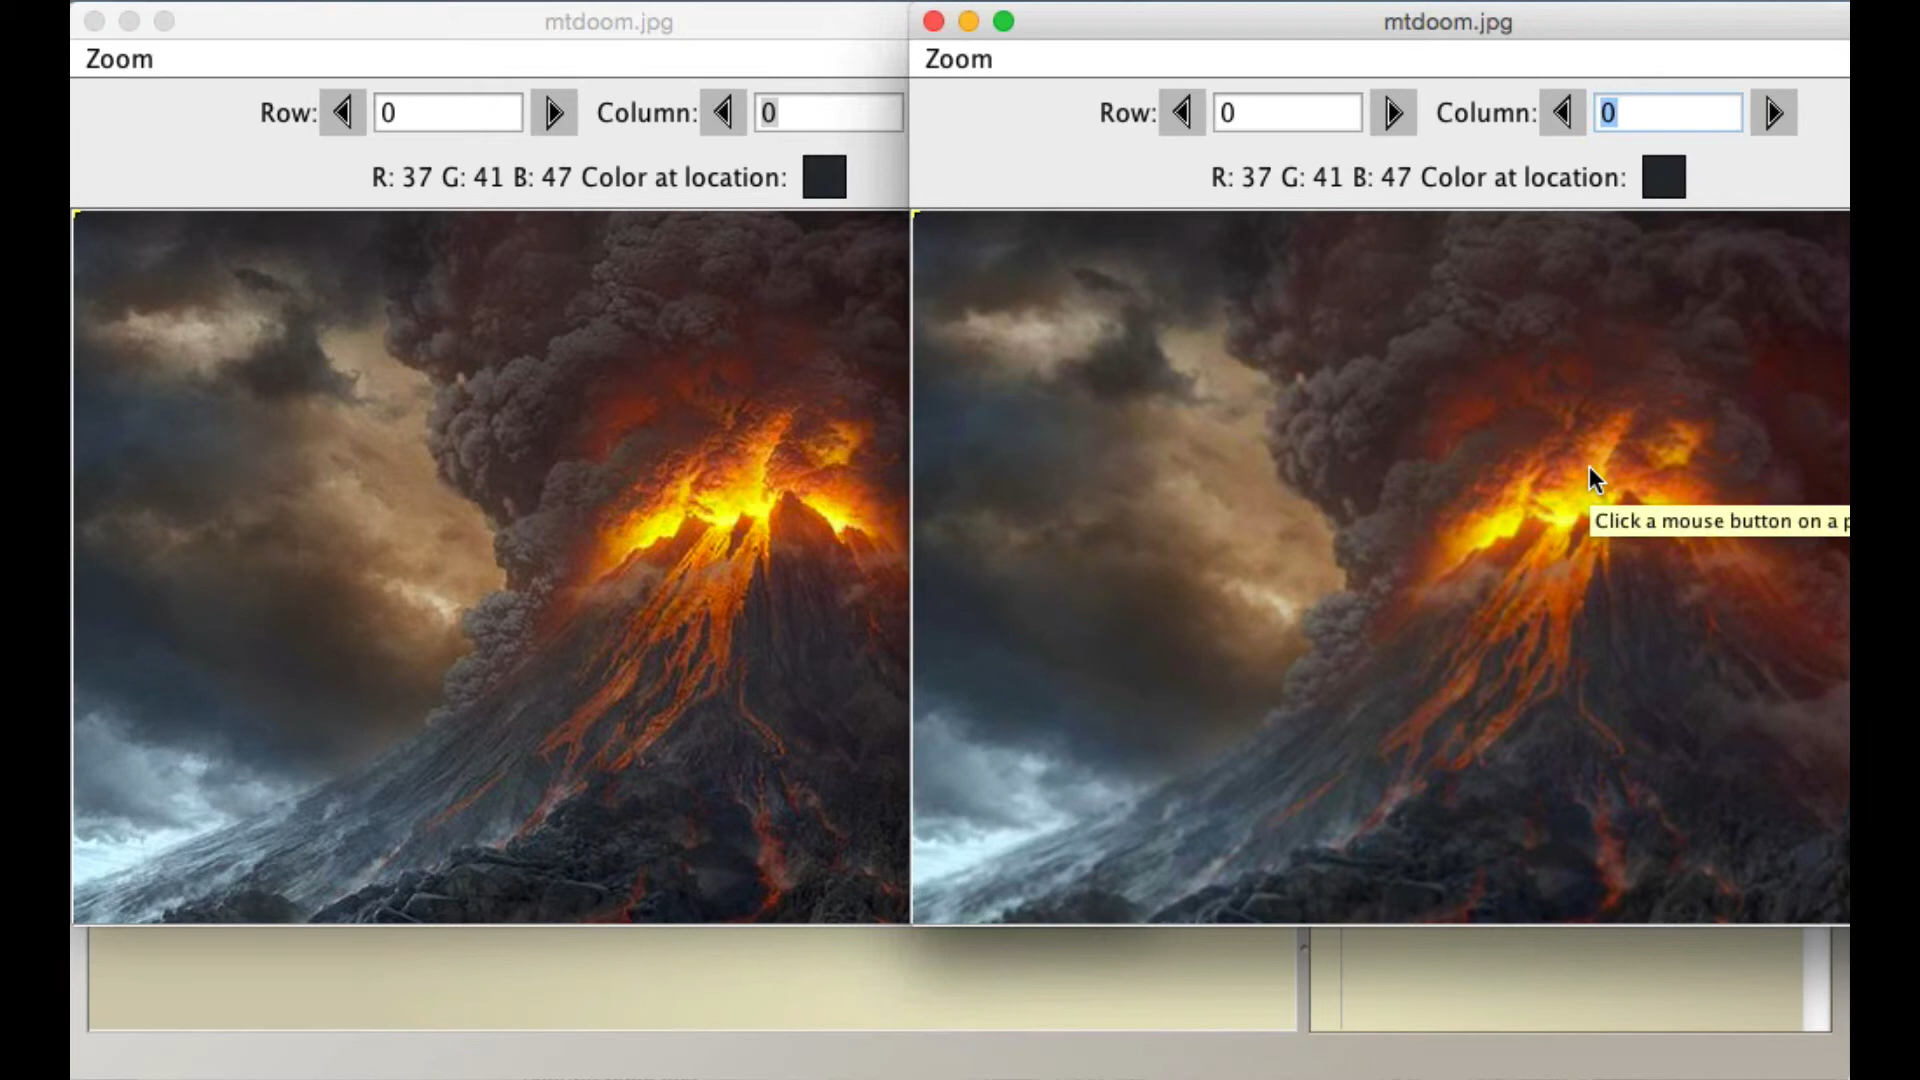 mtdoom.jpg
Zoom
Row: 0 Column: 0
R: 37 G: 41 B: 47 Color at location:
mtdoom.jpg
Zoom
Row: 0 Column: 0
R: 37 G: 41 B: 47 Color at location:
Click a mouse button on a